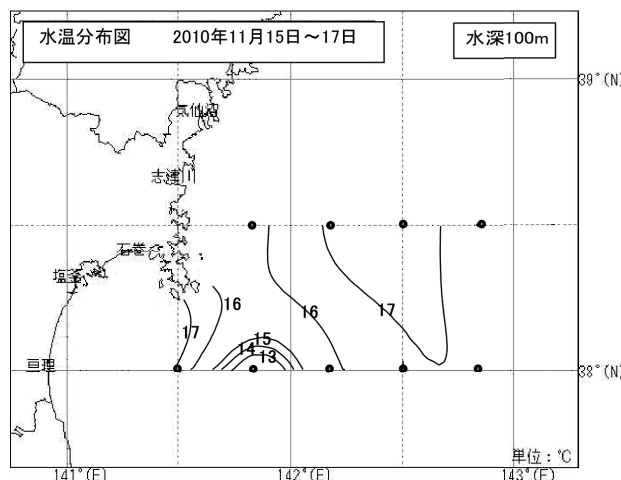 水温分布図 2010年11月15日～17日
水深100m
39°(N)
気仙沼
志津川
石巻
塩釜
16
17
16
17
15
14
13
亘理
38°(N)
単位：℃
141°(E)
142°(E)
143°(E)